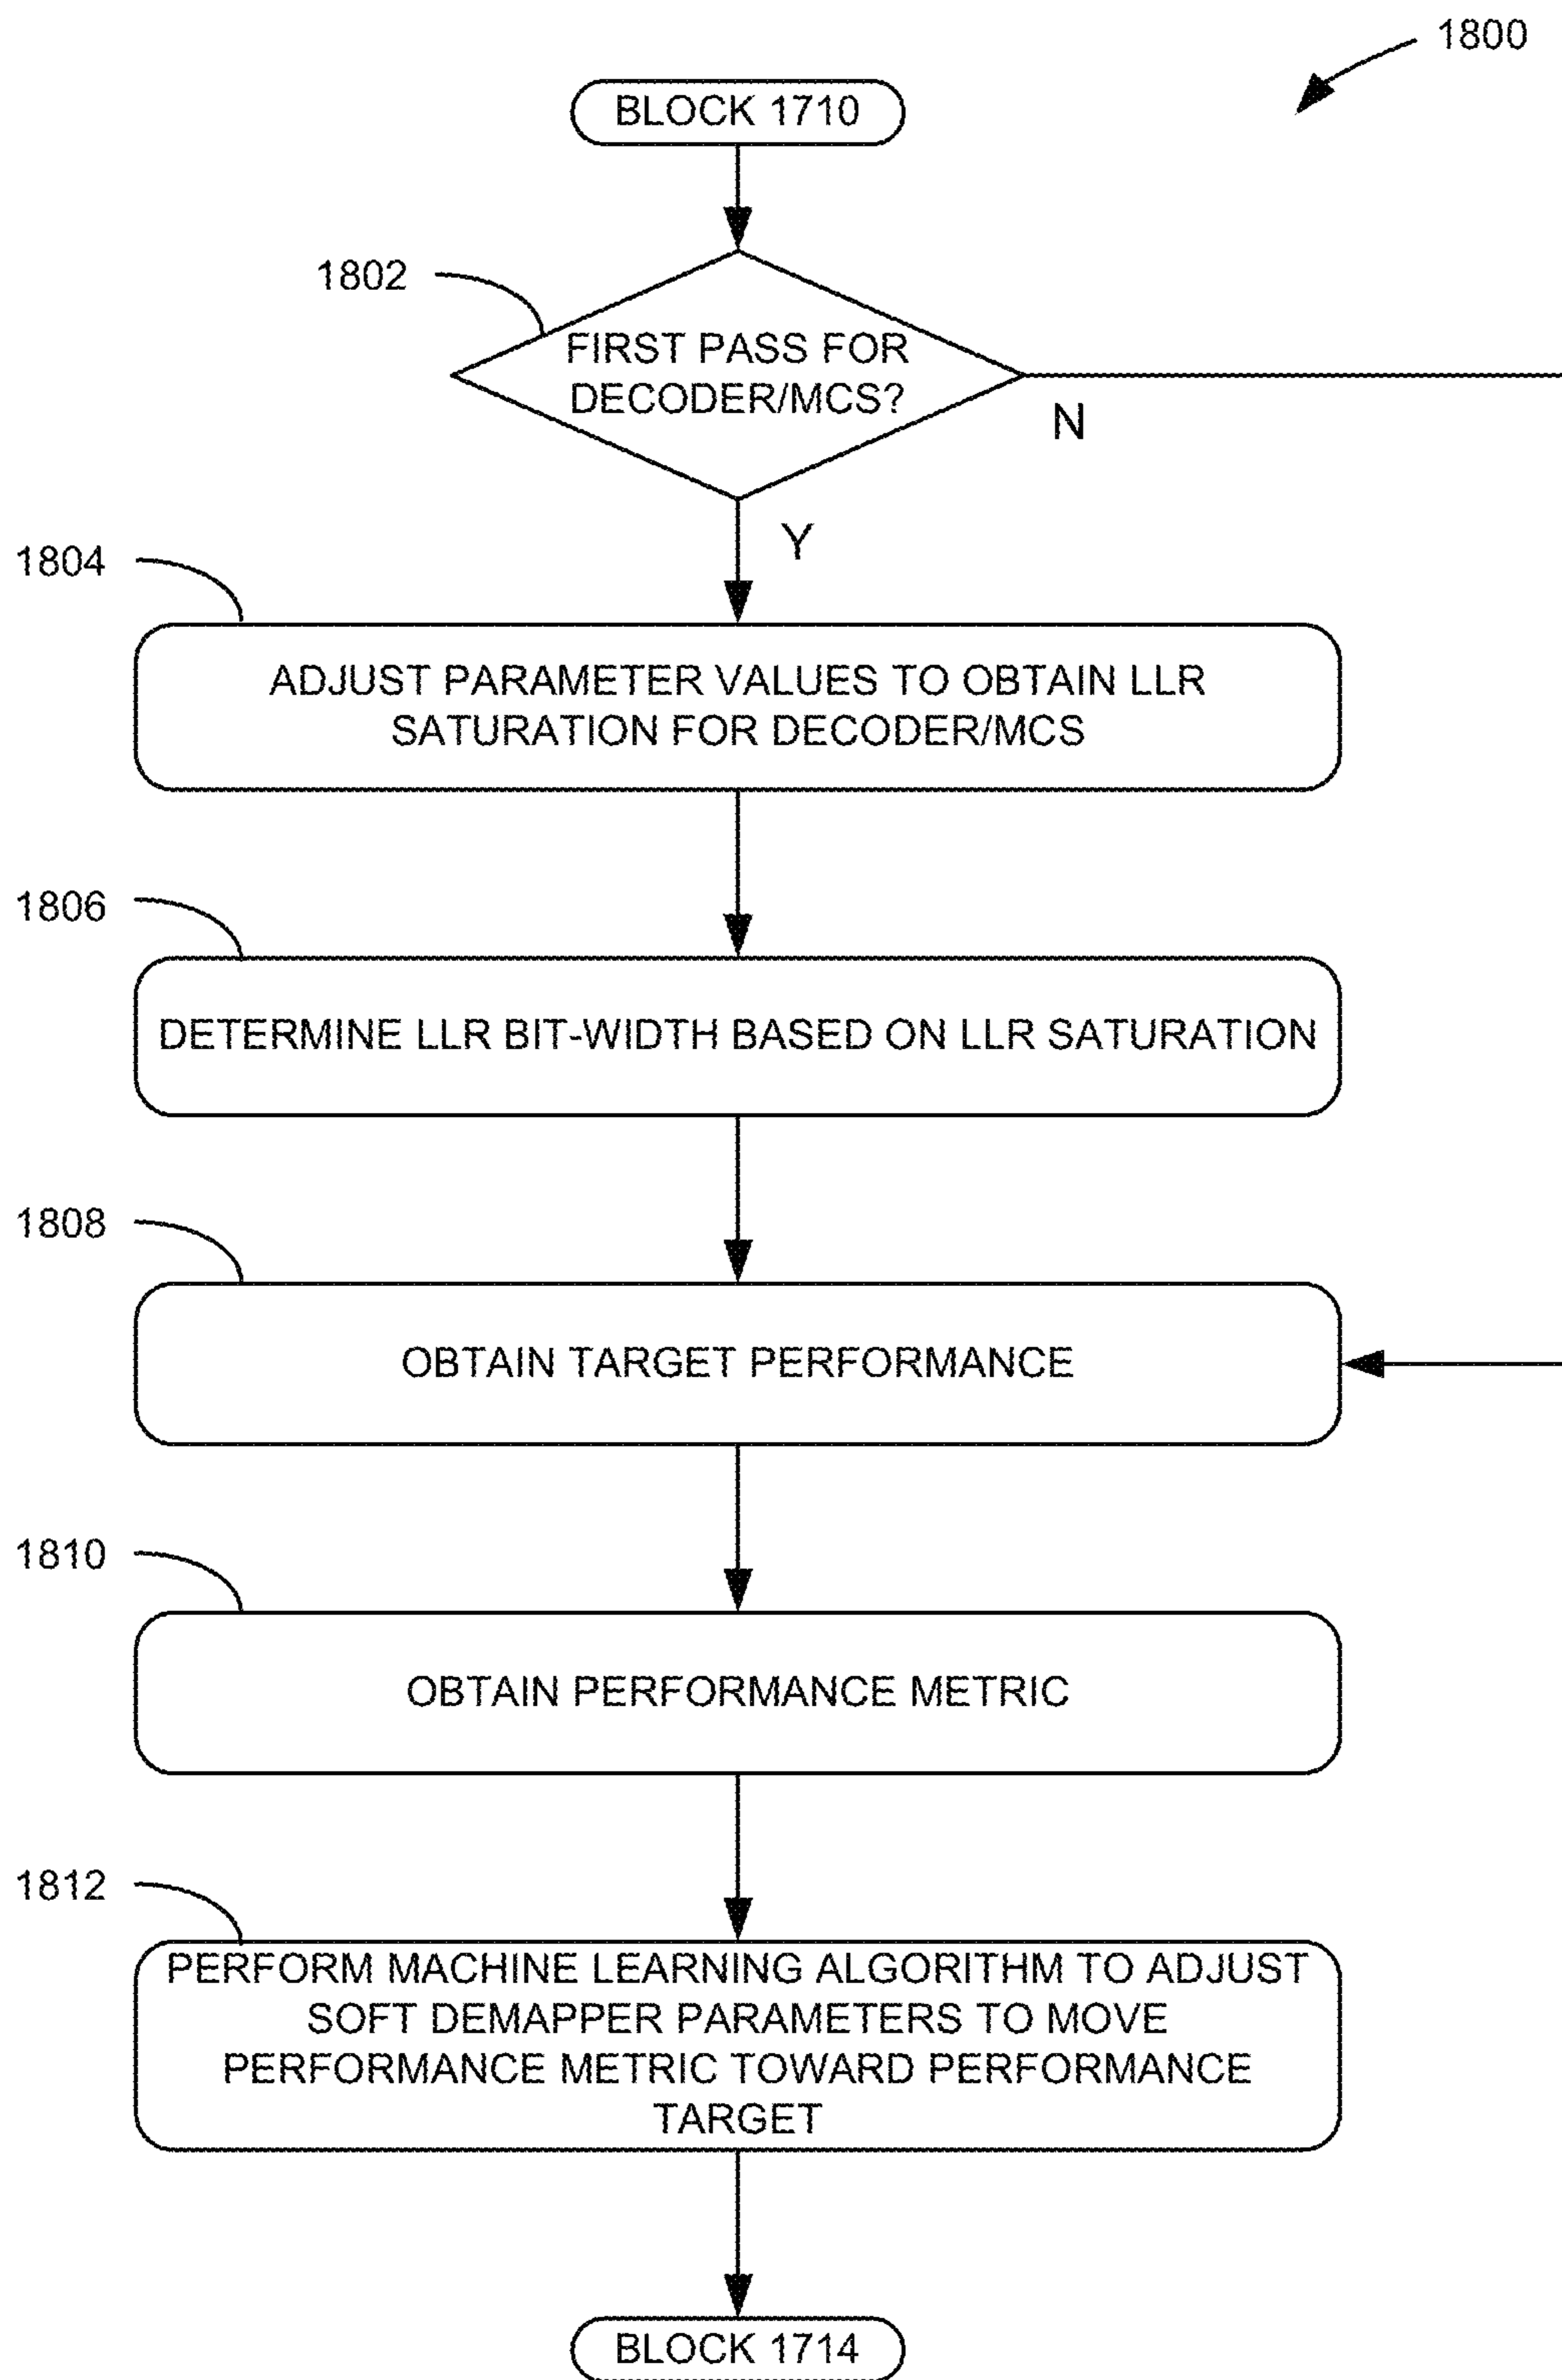 1800
BLOCK 1710
1802
FIRST PASS FOR
DECODER/MCS?
N
Y
1804
ADJUST PARAMETER VALUES TO OBTAIN LLR
SATURATION FOR DECODER/MCS
1806
DETERMINE LLR BIT-WIDTH BASED ON LLR SATURATION
1808
OBTAIN TARGET PERFORMANCE
1810
OBTAIN PERFORMANCE METRIC
1812
PERFORM MACHINE LEARNING ALGORITHM TO ADJUST
SOFT DEMAPPER PARAMETERS TO MOVE
PERFORMANCE METRIC TOWARD PERFORMANCE
TARGET
BLOCK 1714